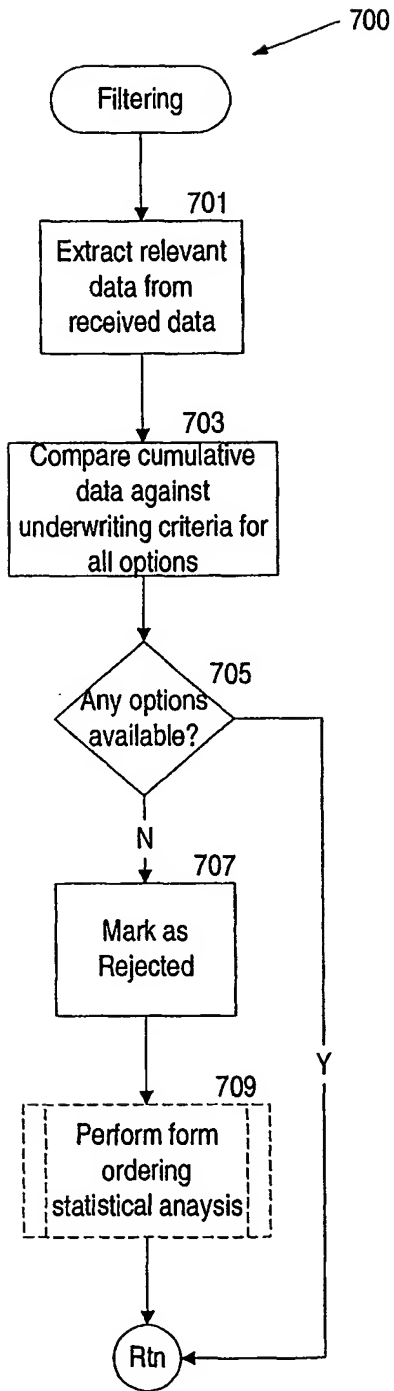 700
Filtering
701
Extract relevant
data from
received data
703
Compare cumulative
data against
underwriting criteria for
all options
705
Any options
available?
N
707
Mark as
Rejected
Y
709
Perform form
ordering
statistical anaysis
Rtn